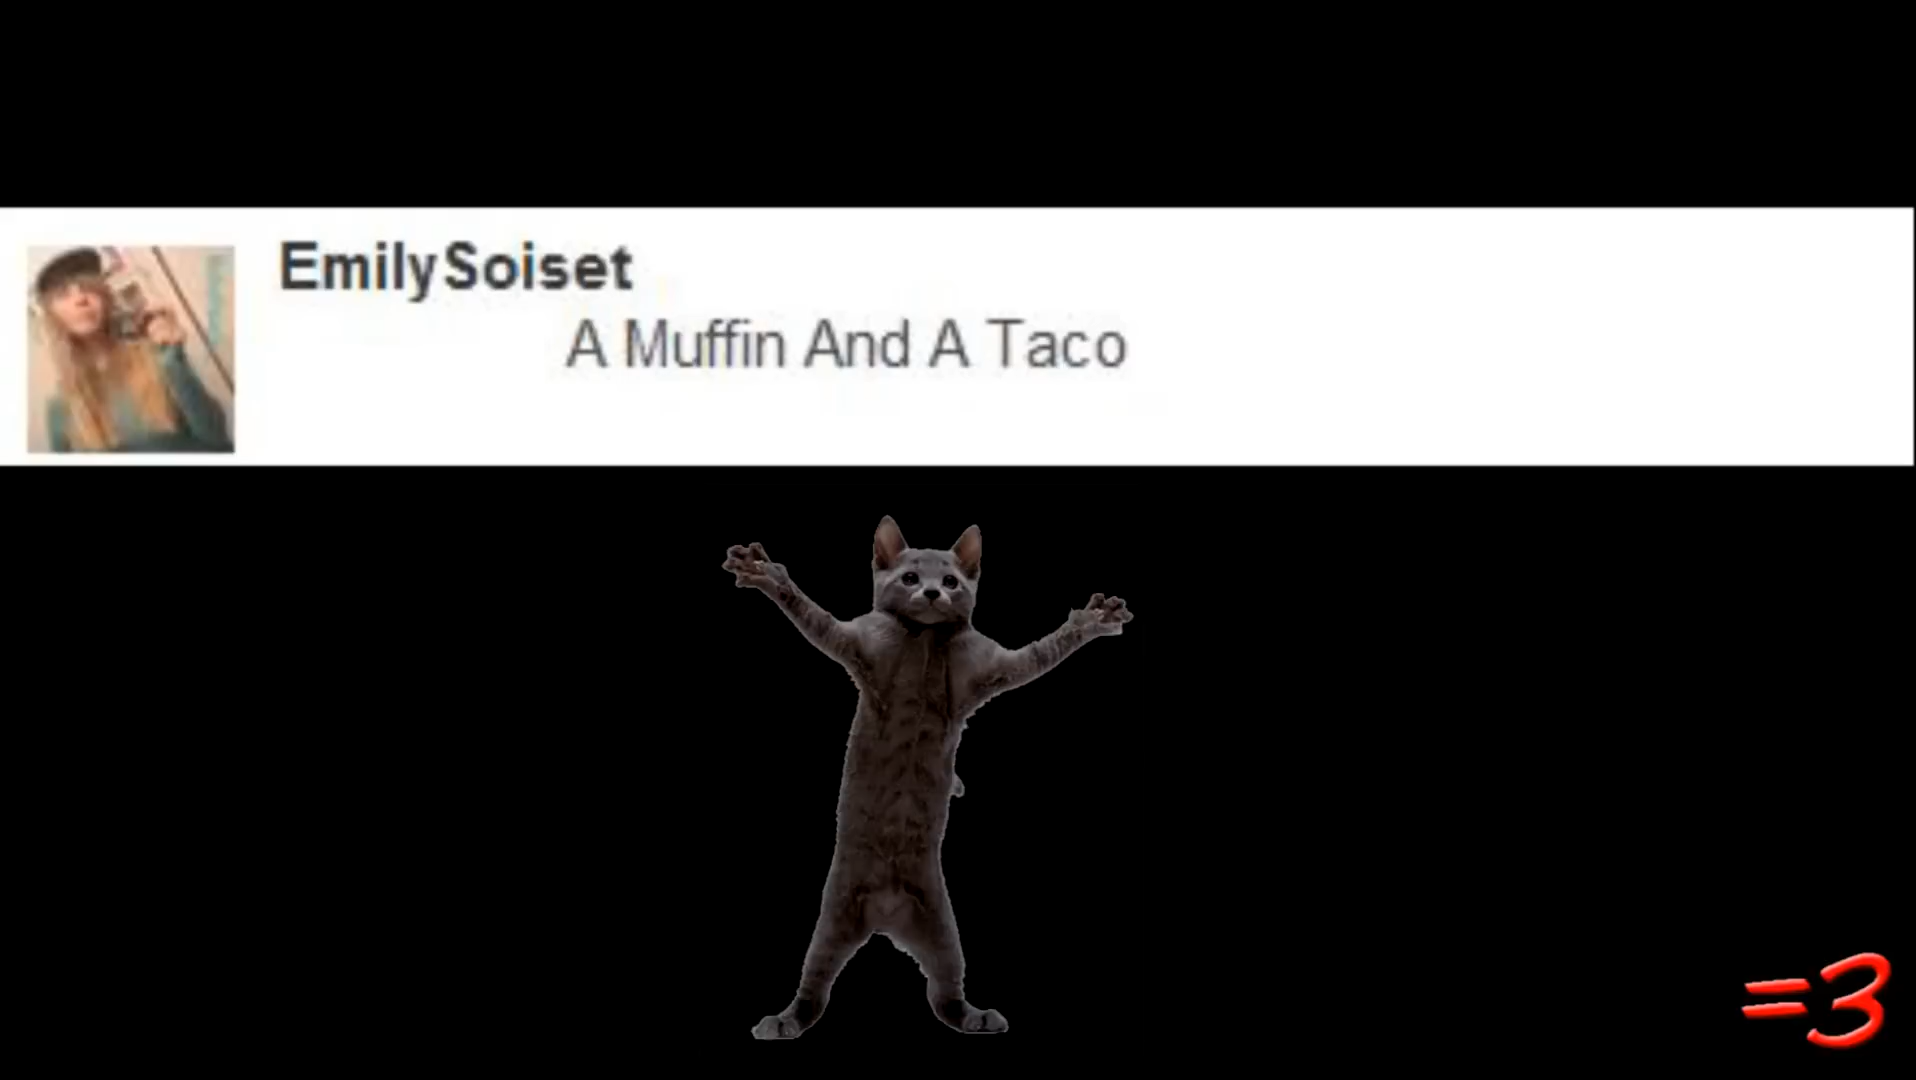 EmilySoiset
A Muffin And A Taco
=3